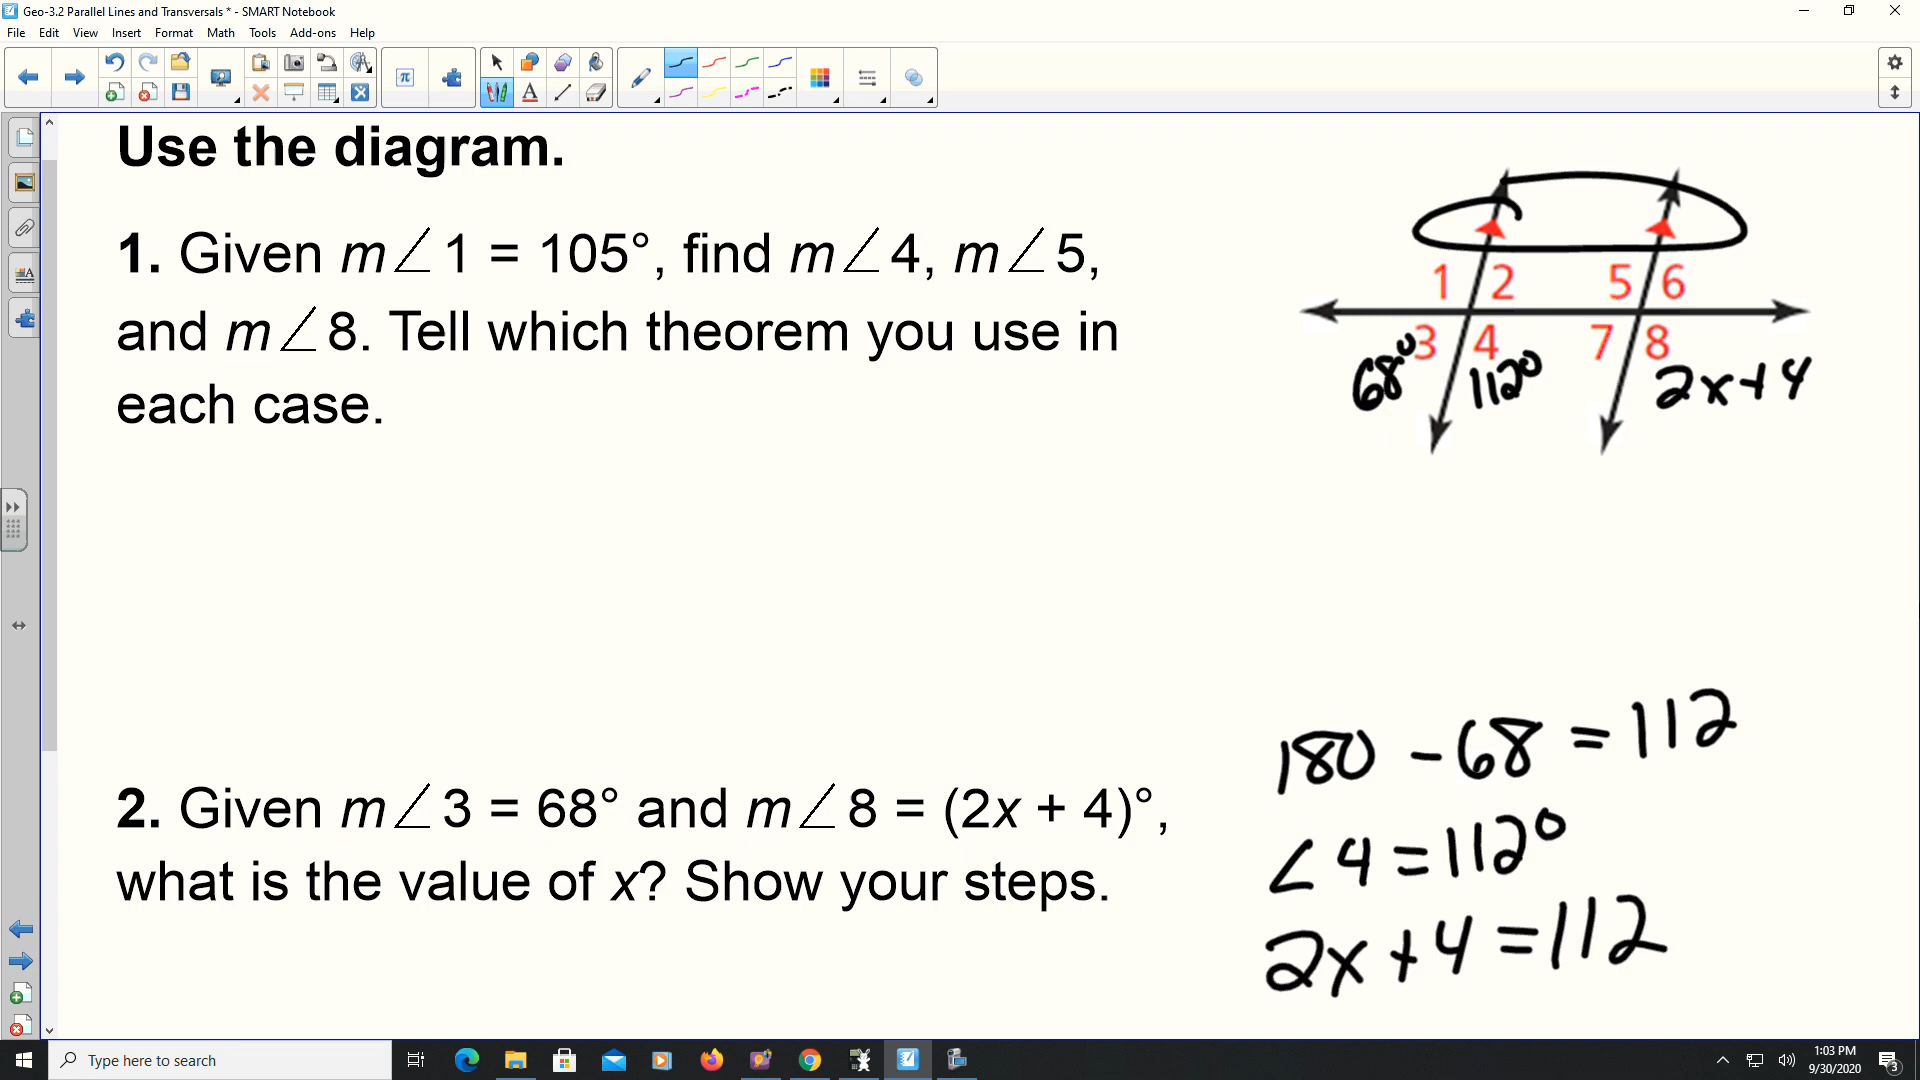 Geo-3.2 Parallel Lines and Transversals * - SMART Notebook
File Edit View Insert Format Math Tools Add-ons Help
Use the diagram.
1. Given m∠1 = 105°, find m∠4, m∠5,
and m∠8. Tell which theorem you use in
each case.
1 2 5 6
3 4 7 8
68° 112° 2x+4
180 - 68 = 112
∠4 = 112°
2x + 4 = 112
2. Given m∠3 = 68° and m∠8 = (2x + 4)°,
what is the value of x? Show your steps.
Type here to search
1:03 PM
9/30/2020
3